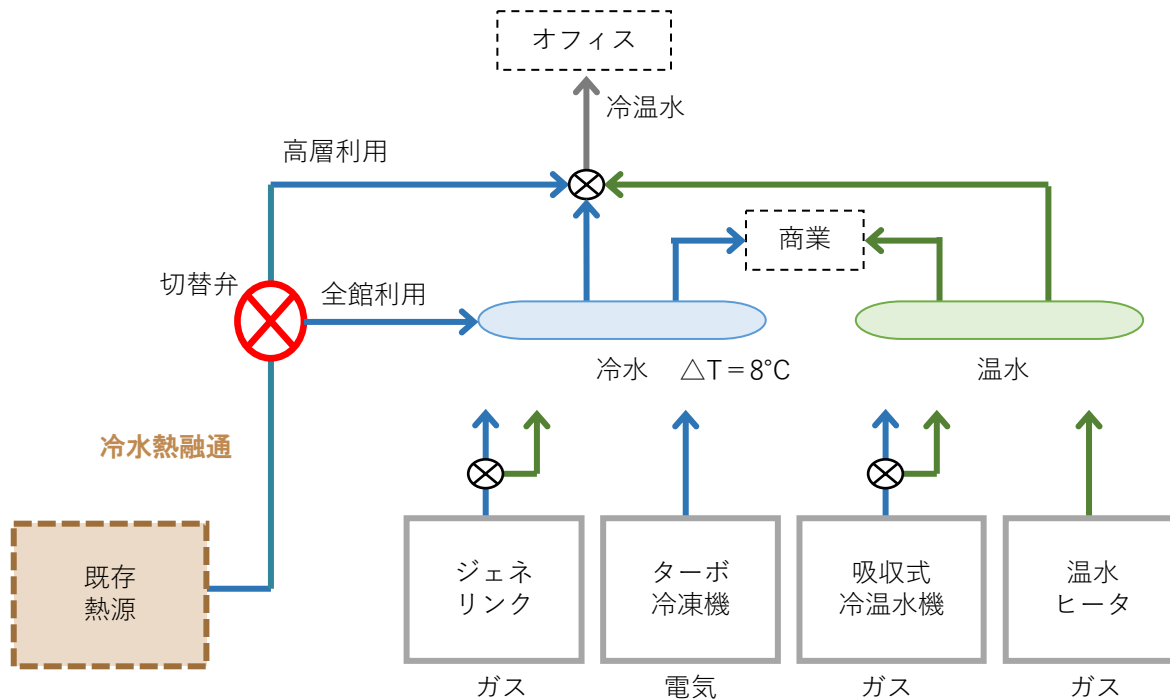 オフィス
冷温水
高層利用
商業
切替弁
全館利用
冷水 △T＝8℃
温水
冷水熱融通
既存
熱源
ジェネ
リンク
ターボ
冷凍機
吸収式
冷温水機
温水
ヒータ
ガス
電気
ガス
ガス